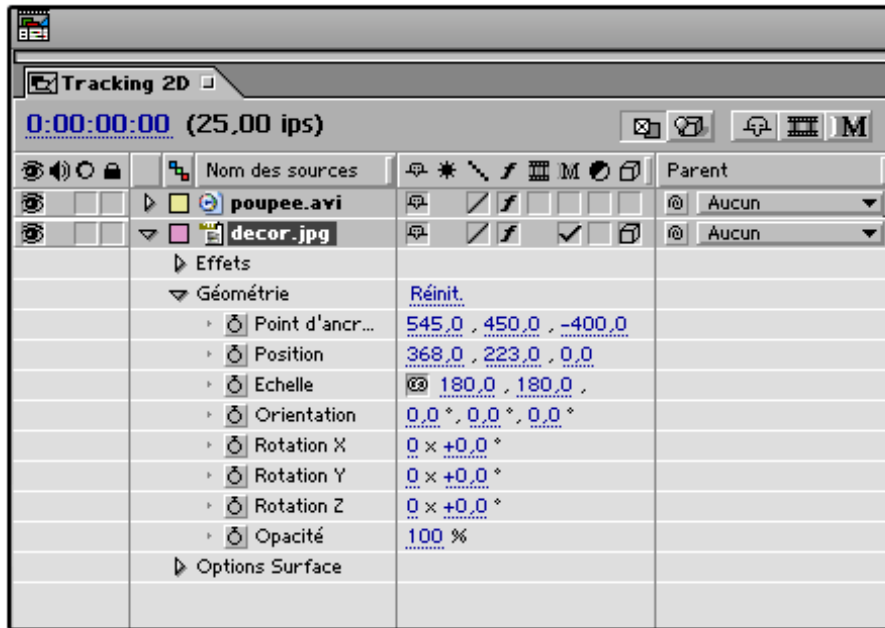 Tracking 2D
0:00:00:00 (25,00 ips)
M
Nom des sources f M Parent
poupee.avi f Aucun
decor.jpg f Aucun
Effets
Géométrie Réinit.
Point d'ancr... 545,0 , 450,0 , -400,0
Position 368,0 , 223,0 , 0,0
Echelle 180,0 , 180,0 ,
Orientation 0,0 °, 0,0 °, 0,0 °
Rotation X 0 x +0,0 °
Rotation Y 0 x +0,0 °
Rotation Z 0 x +0,0 °
Opacité 100 %
Options Surface